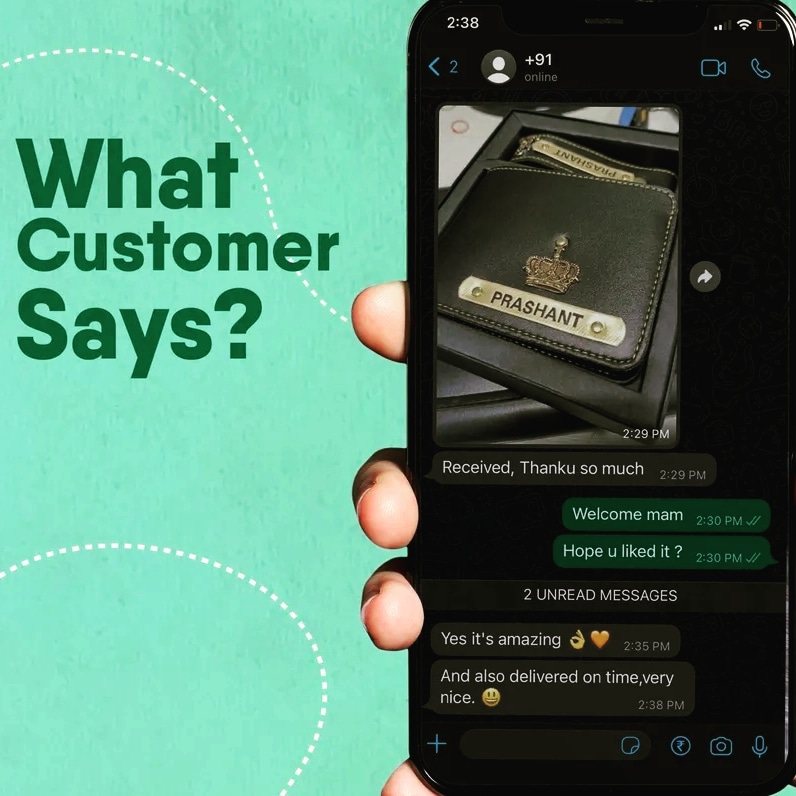 What
Customer
Says?
2:38
2
+91
online
PRASHANT
PRASHANT
2:29 PM
Received, Thanku so much 2:29 PM
Welcome mam 2:30 PM
Hope u liked it ? 2:30 PM
2 UNREAD MESSAGES
Yes it's amazing 👌🧡 2:35 PM
And also delivered on time,very
nice. 😃 2:38 PM